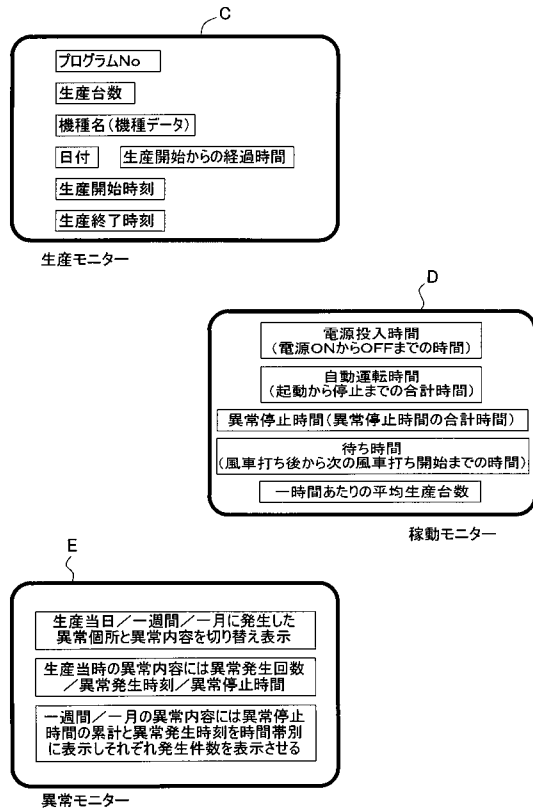 C
プログラムNo
生産台数
機種名(機種データ)
日付 生産開始からの経過時間
生産開始時刻
生産終了時刻
生産モニター
D
電源投入時間
(電源ONからOFFまでの時間)
自動運転時間
(起動から停止までの合計時間)
異常停止時間(異常停止時間の合計時間)
待ち時間
(風車打ち後から次の風車打ち開始までの時間)
一時間あたりの平均生産台数
稼動モニター
E
生産当日/一週間/一月に発生した
異常個所と異常内容を切り替え表示
生産当時の異常内容には異常発生回数
/異常発生時刻/異常停止時間
一週間/一月の異常内容には異常停止
時間の累計と異常発生時刻を時間帯別
に表示しそれぞれ発生件数を表示させる
異常モニター